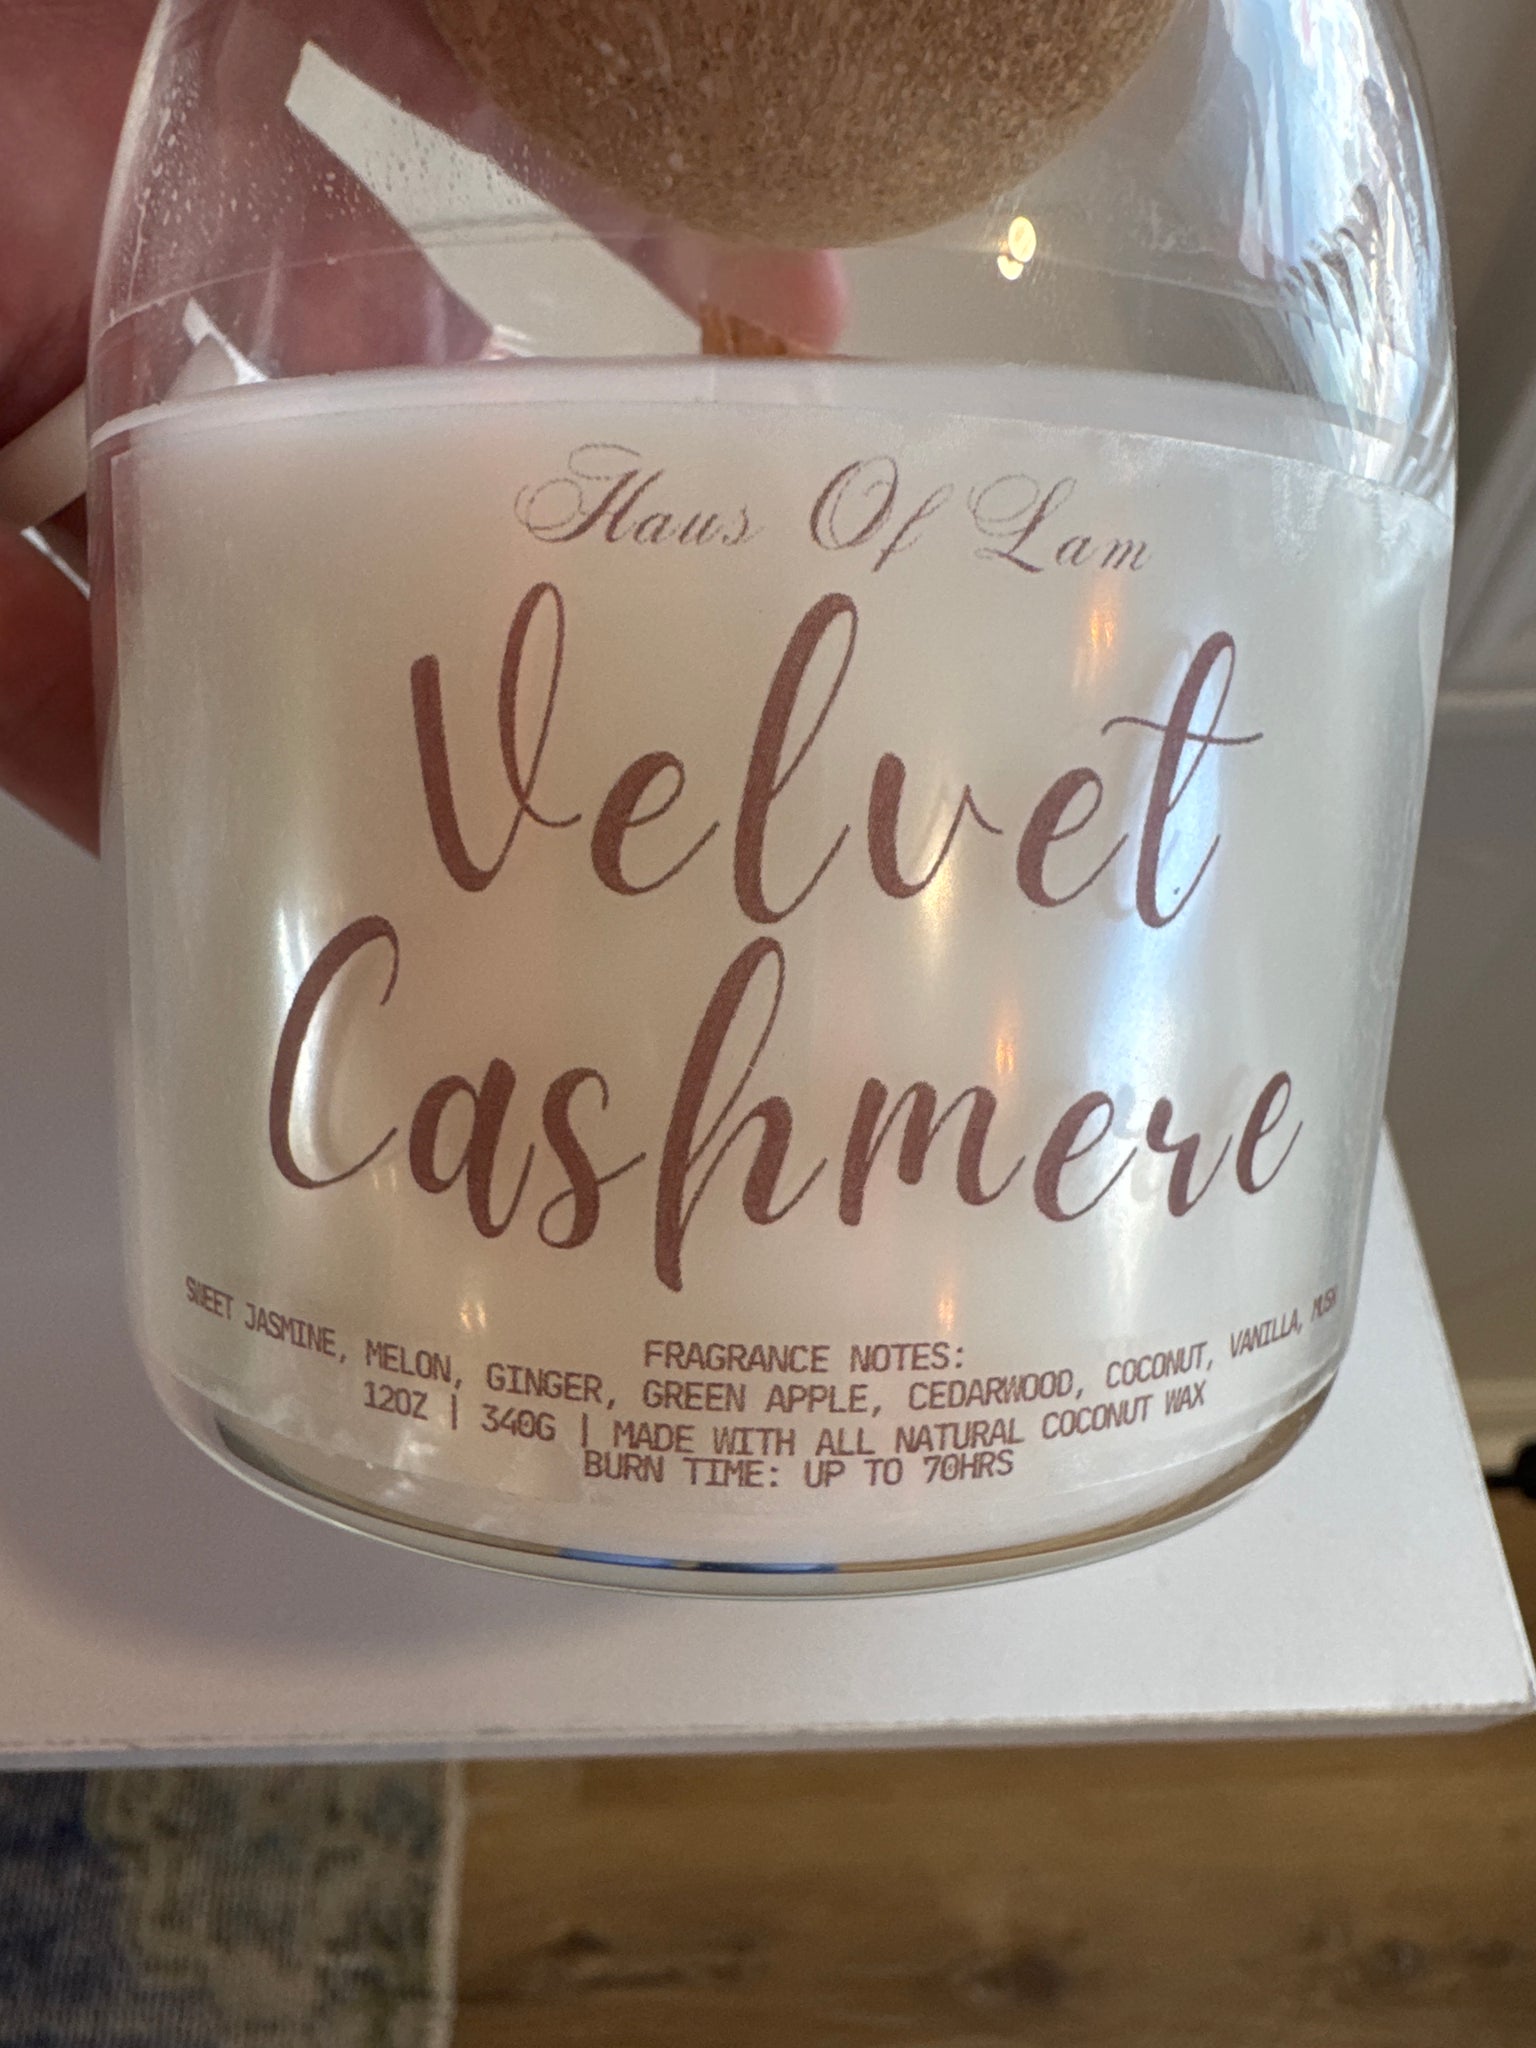 Haus Of Lam
Velvet
Cashmere
FRAGRANCE NOTES:
SWEET JASMINE, MELON, GINGER, GREEN APPLE, CEDARWOOD, COCONUT, VANILLA, MUSK
12OZ | 340G | MADE WITH ALL NATURAL COCONUT WAX
BURN TIME: UP TO 70HRS